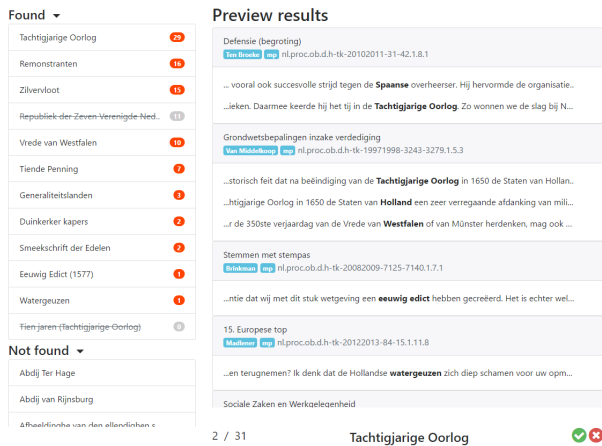 Found
Tachtigjarige Oorlog 29
Remonstranten 16
Zilvervloot 15
Republiek der Zeven Verenigde Ned.. 11
Vrede van Westfalen 10
Tiende Penning 7
Generaliteitslanden 3
Duinkerker kapers 2
Smeekschrift der Edelen 2
Eeuwig Edict (1577) 1
Watergeuzen 1
Tien jaren (Tachtigjarige Oorlog) 0
Not found
Abdij Ter Hage
Abdij van Rijnsburg
Afbeeldinghe van den ellendighen s
Preview results
Defensie (begroting)
Ten Broeke mp nl.proc.ob.d.h-tk-20102011-31-42.1.8.1
... vooral ook succesvolle strijd tegen de Spaanse overheerser. Hij hervormde de organisatie..
...ieken. Daarmee keerde hij het tij in de Tachtigjarige Oorlog. Zo wonnen we de slag bij N...
Grondwetsbepalingen inzake verdediging
Van Middelkoop mp nl.proc.ob.d.h-tk-19971998-3243-3279.1.5.3
...storisch feit dat na beëindiging van de Tachtigjarige Oorlog in 1650 de Staten van Hollan..
...htigjarige Oorlog in 1650 de Staten van Holland een zeer verregaande afdanking van mili...
...r de 350ste verjaardag van de Vrede van Westfalen of van Münster herdenken, mag ook ...
Stemmen met stempas
Brinkman mp nl.proc.ob.d.h-tk-20082009-7125-7140.1.7.1
...ntie dat wij met dit stuk wetgeving een eeuwig edict hebben gecreëerd. Het is echter wel...
15. Europese top
Madlener mp nl.proc.ob.d.h-tk-20122013-84-15.1.11.8
...en terugnemen? Ik denk dat de Hollandse watergeuzen zich diep schamen voor uw opm...
Sociale Zaken en Werkgelegenheid
2 / 31 Tachtigjarige Oorlog